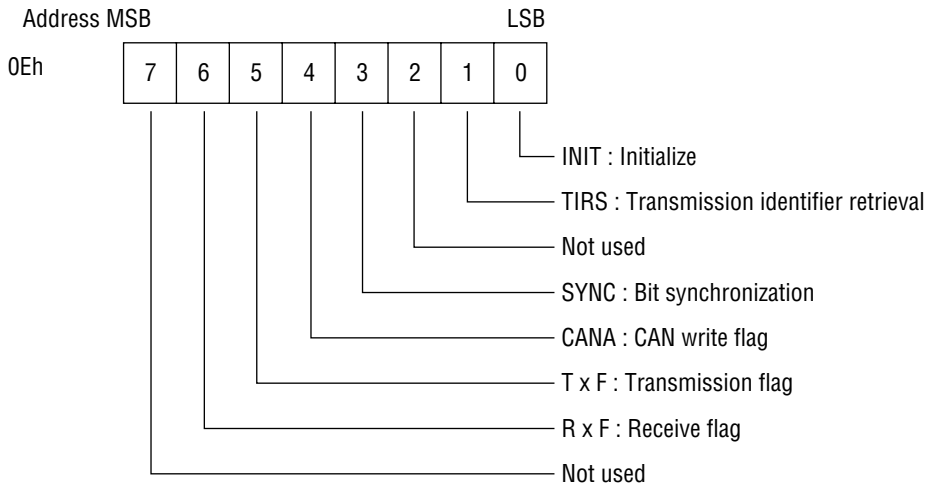 Address MSB LSB
0Eh 7 6 5 4 3 2 1 0
INIT : Initialize
TIRS : Transmission identifier retrieval
Not used
SYNC : Bit synchronization
CANA : CAN write flag
T x F : Transmission flag
R x F : Receive flag
Not used